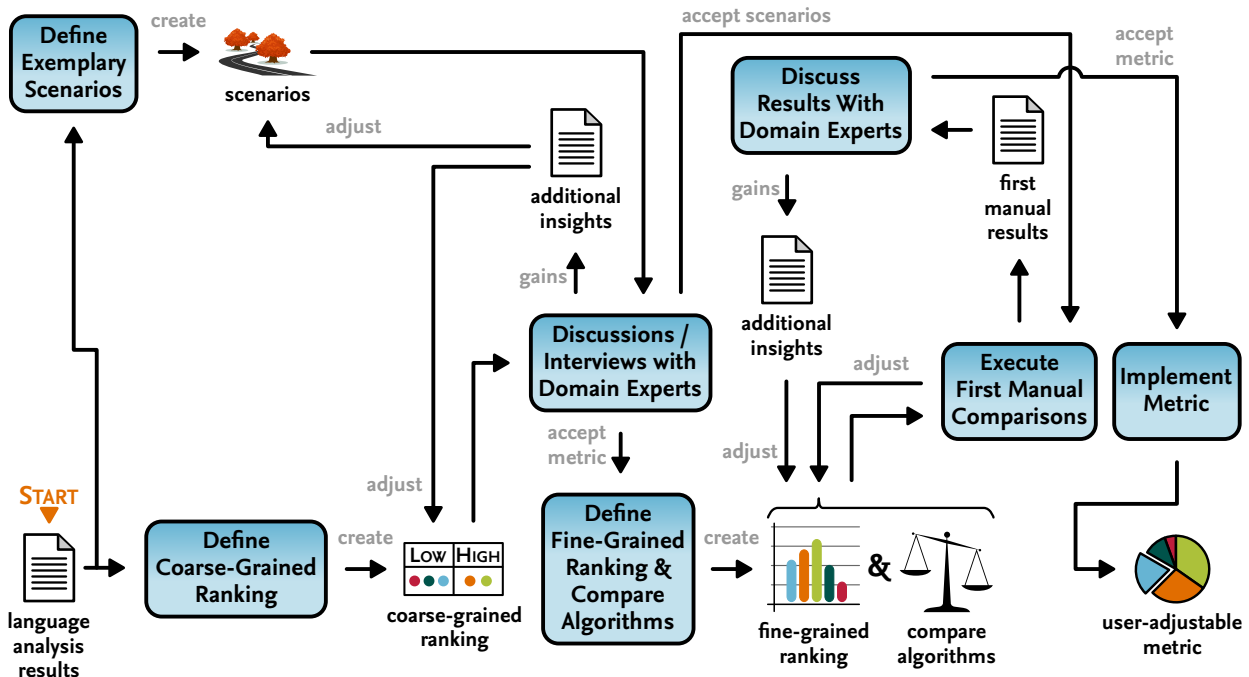 Define
Exemplary
Scenarios
create
scenarios
adjust
additional
insights
gains
accept scenarios
accept
metric
Discuss
Results With
Domain Experts
first
manual
results
gains
additional
insights
Discussions /
Interviews with
Domain Experts
adjust
Execute
First Manual
Comparisons
Implement
Metric
accept
metric
adjust
adjust
START
language
analysis
results
Define
Coarse-Grained
Ranking
create
LOW HIGH
coarse-grained
ranking
Define
Fine-Grained
Ranking &
Compare
Algorithms
create
&
fine-grained
ranking
compare
algorithms
user-adjustable
metric